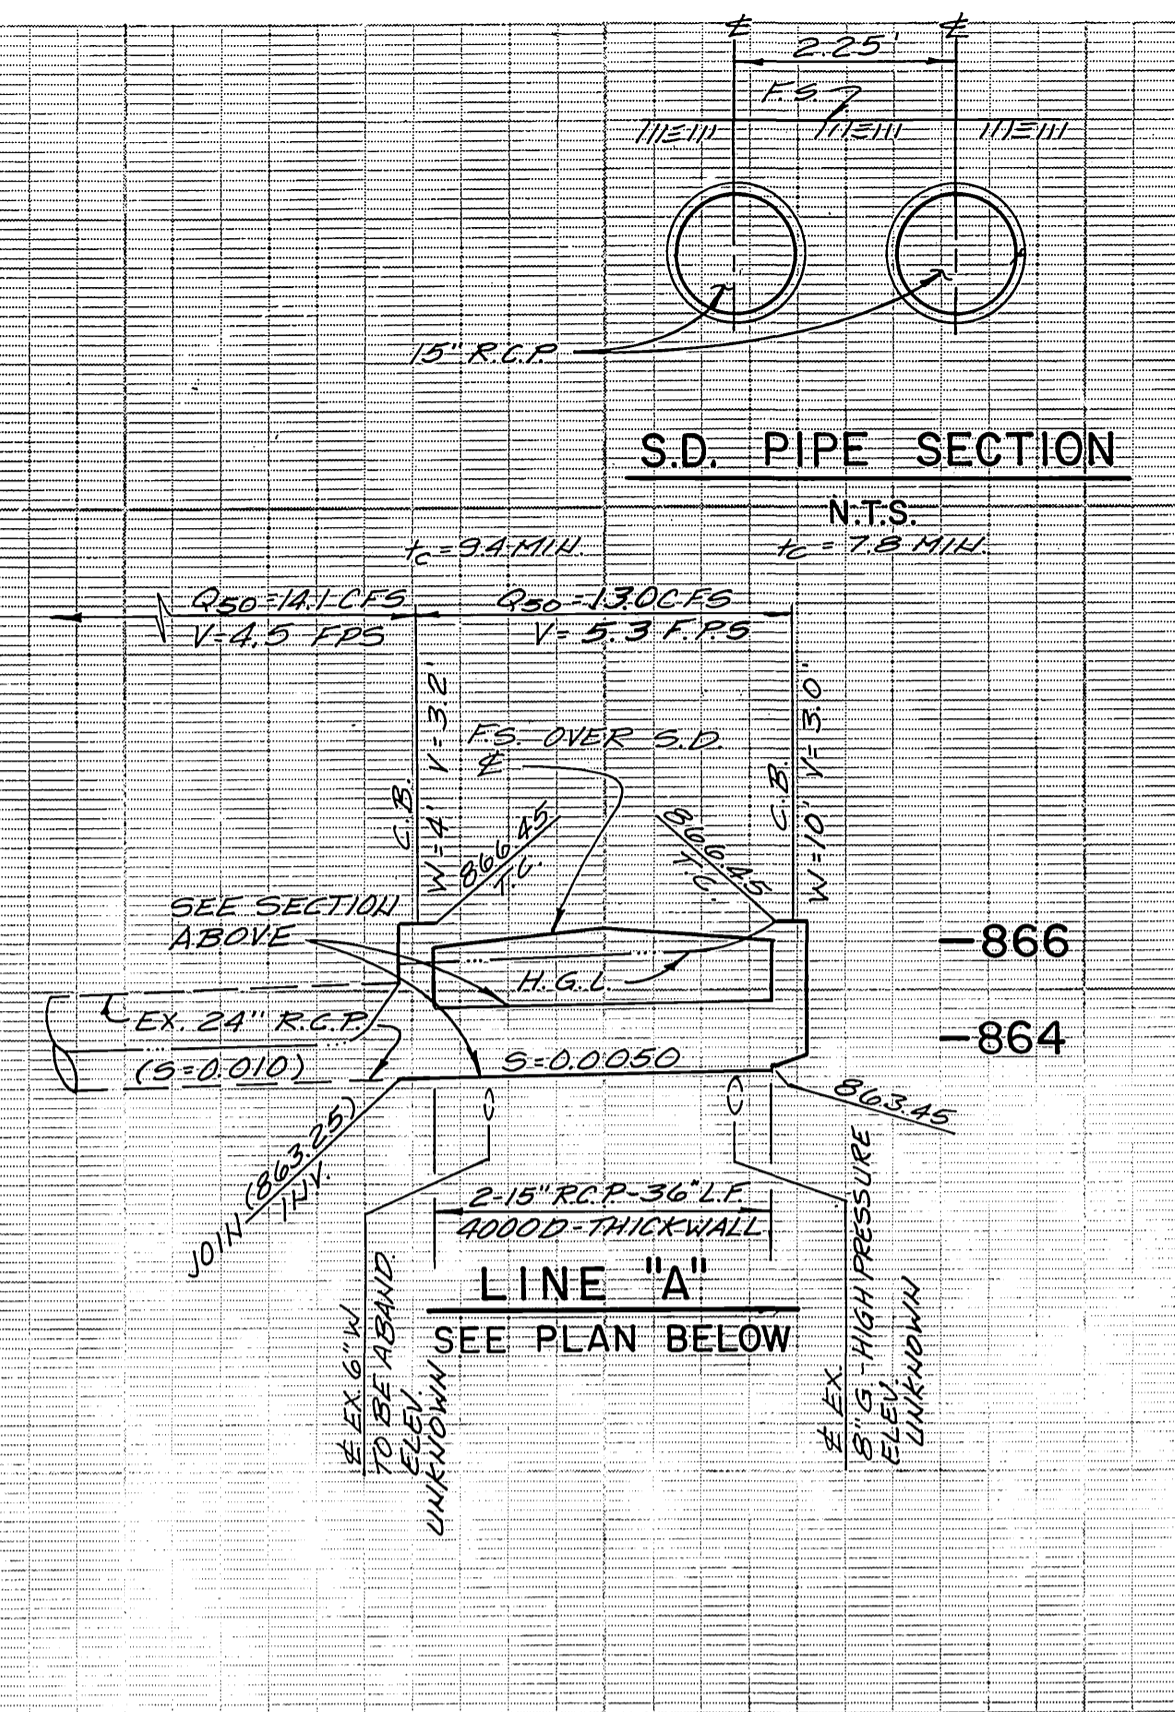 ℄ ℄
2.25'
F.S.
15" R.C.P.
S.D. PIPE SECTION
N.T.S.
tc = 9.4 MIN.
tc = 7.8 MIN.
Q50 = 14.1 CFS
V = 4.5 FPS
Q50 = 13.0 CFS
V = 5.3 F.P.S
C.B.
W=4' V=3.2'
F.S. OVER S.D.
℄
C.B.
W=10' V=3.0"
866.45
T.C.
866.45
T.C.
SEE SECTION
ABOVE
H.G.L.
-866
EX. 24" R.C.P.
(S=0.010)
S=0.0050
-864
863.45
JOIN (863.25)
INV.
2-15" R.C.P.-36" L.F.
4000D-THICKWALL
LINE "A"
SEE PLAN BELOW
℄ EX. 6" W
TO BE ABAND.
ELEV.
UNKNOWN
℄ EX.
8" G-HIGH PRESSURE
ELEV.
UNKNOWN